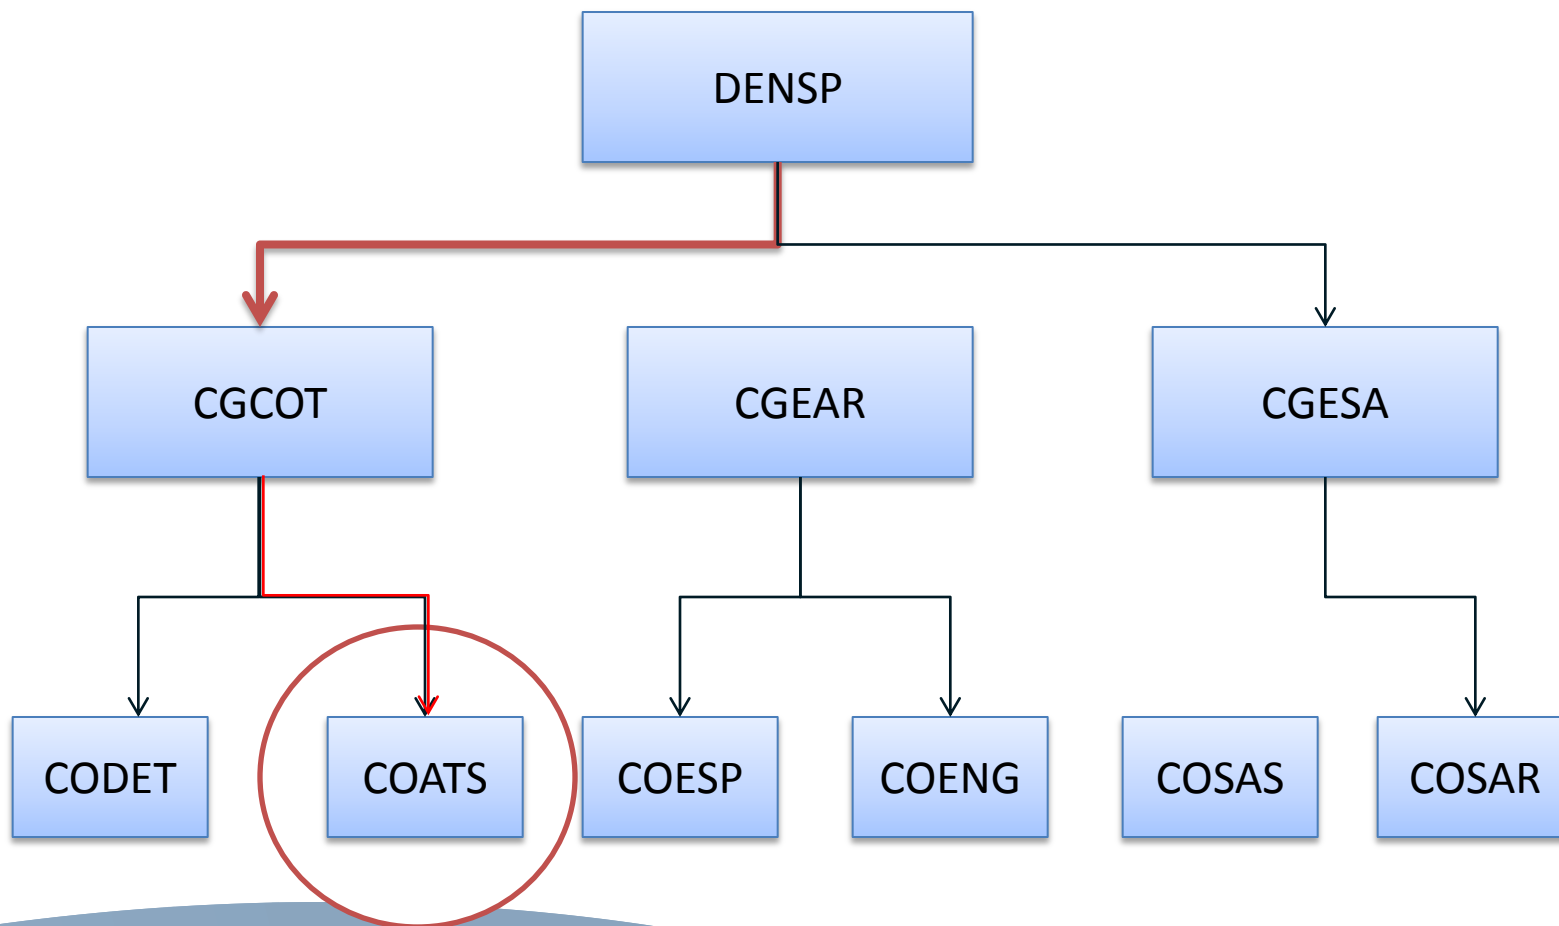 DENSP
CGCOT
CGEAR
CGESA
CODET
COATS
COESP
COENG
COSAS
COSAR